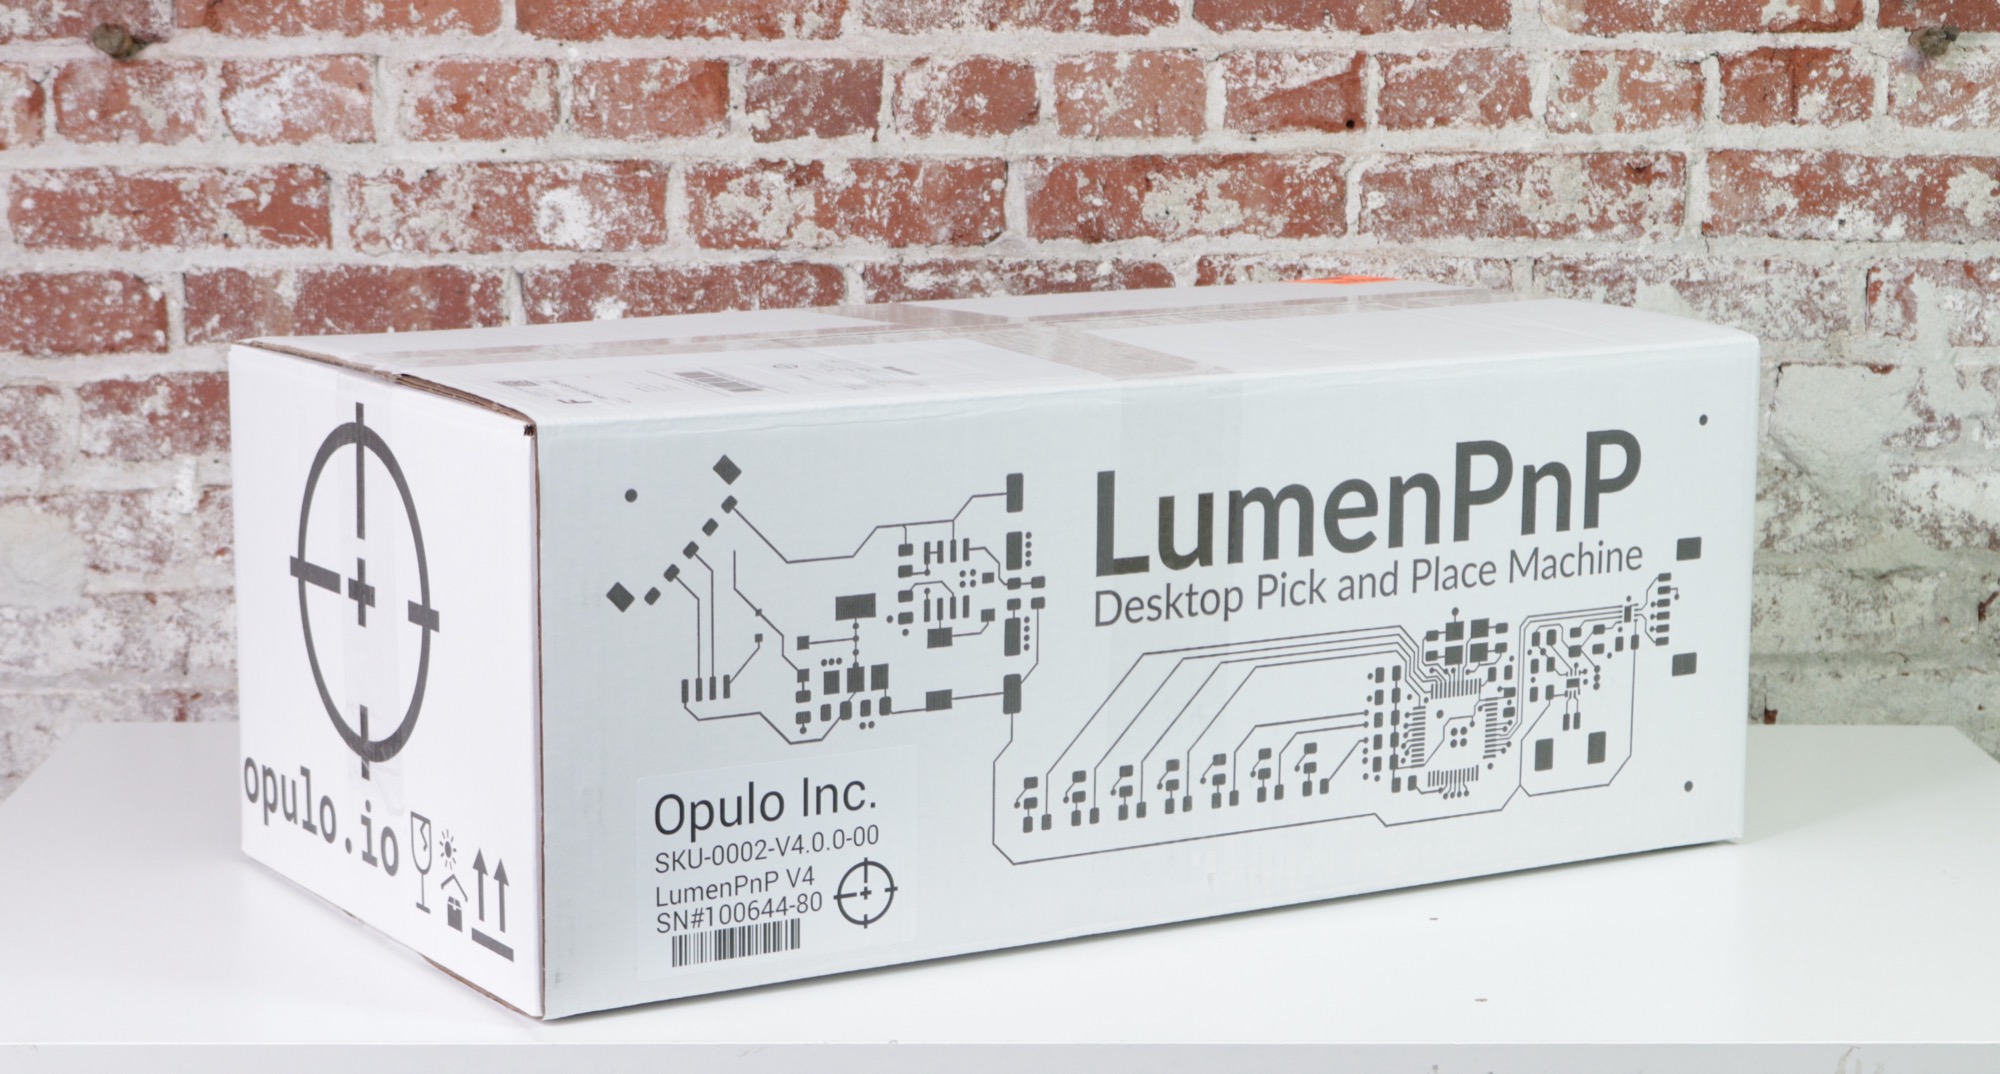 LumenPnP
Desktop Pick and Place Machine
opulo.io
Opulo Inc.
SKU-0002-V4.0.0-00
LumenPnP V4
SN#100644-80